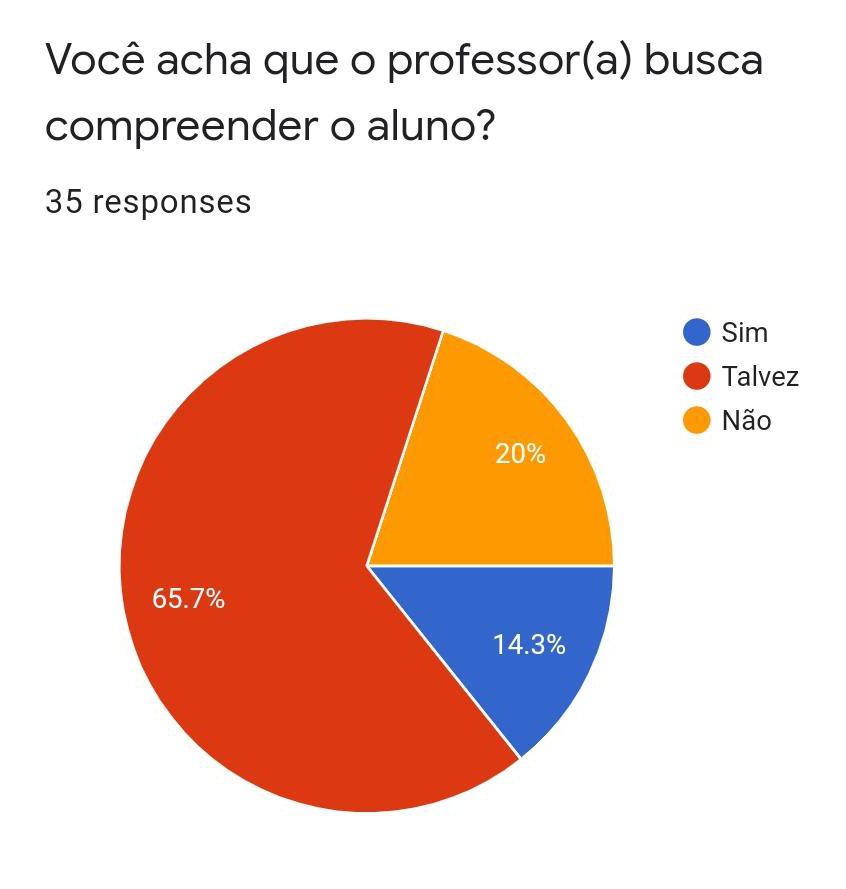 Você acha que o professor(a) busca
compreender o aluno?
35 responses
Sim
Talvez
Não
20%
65.7%
14.3%